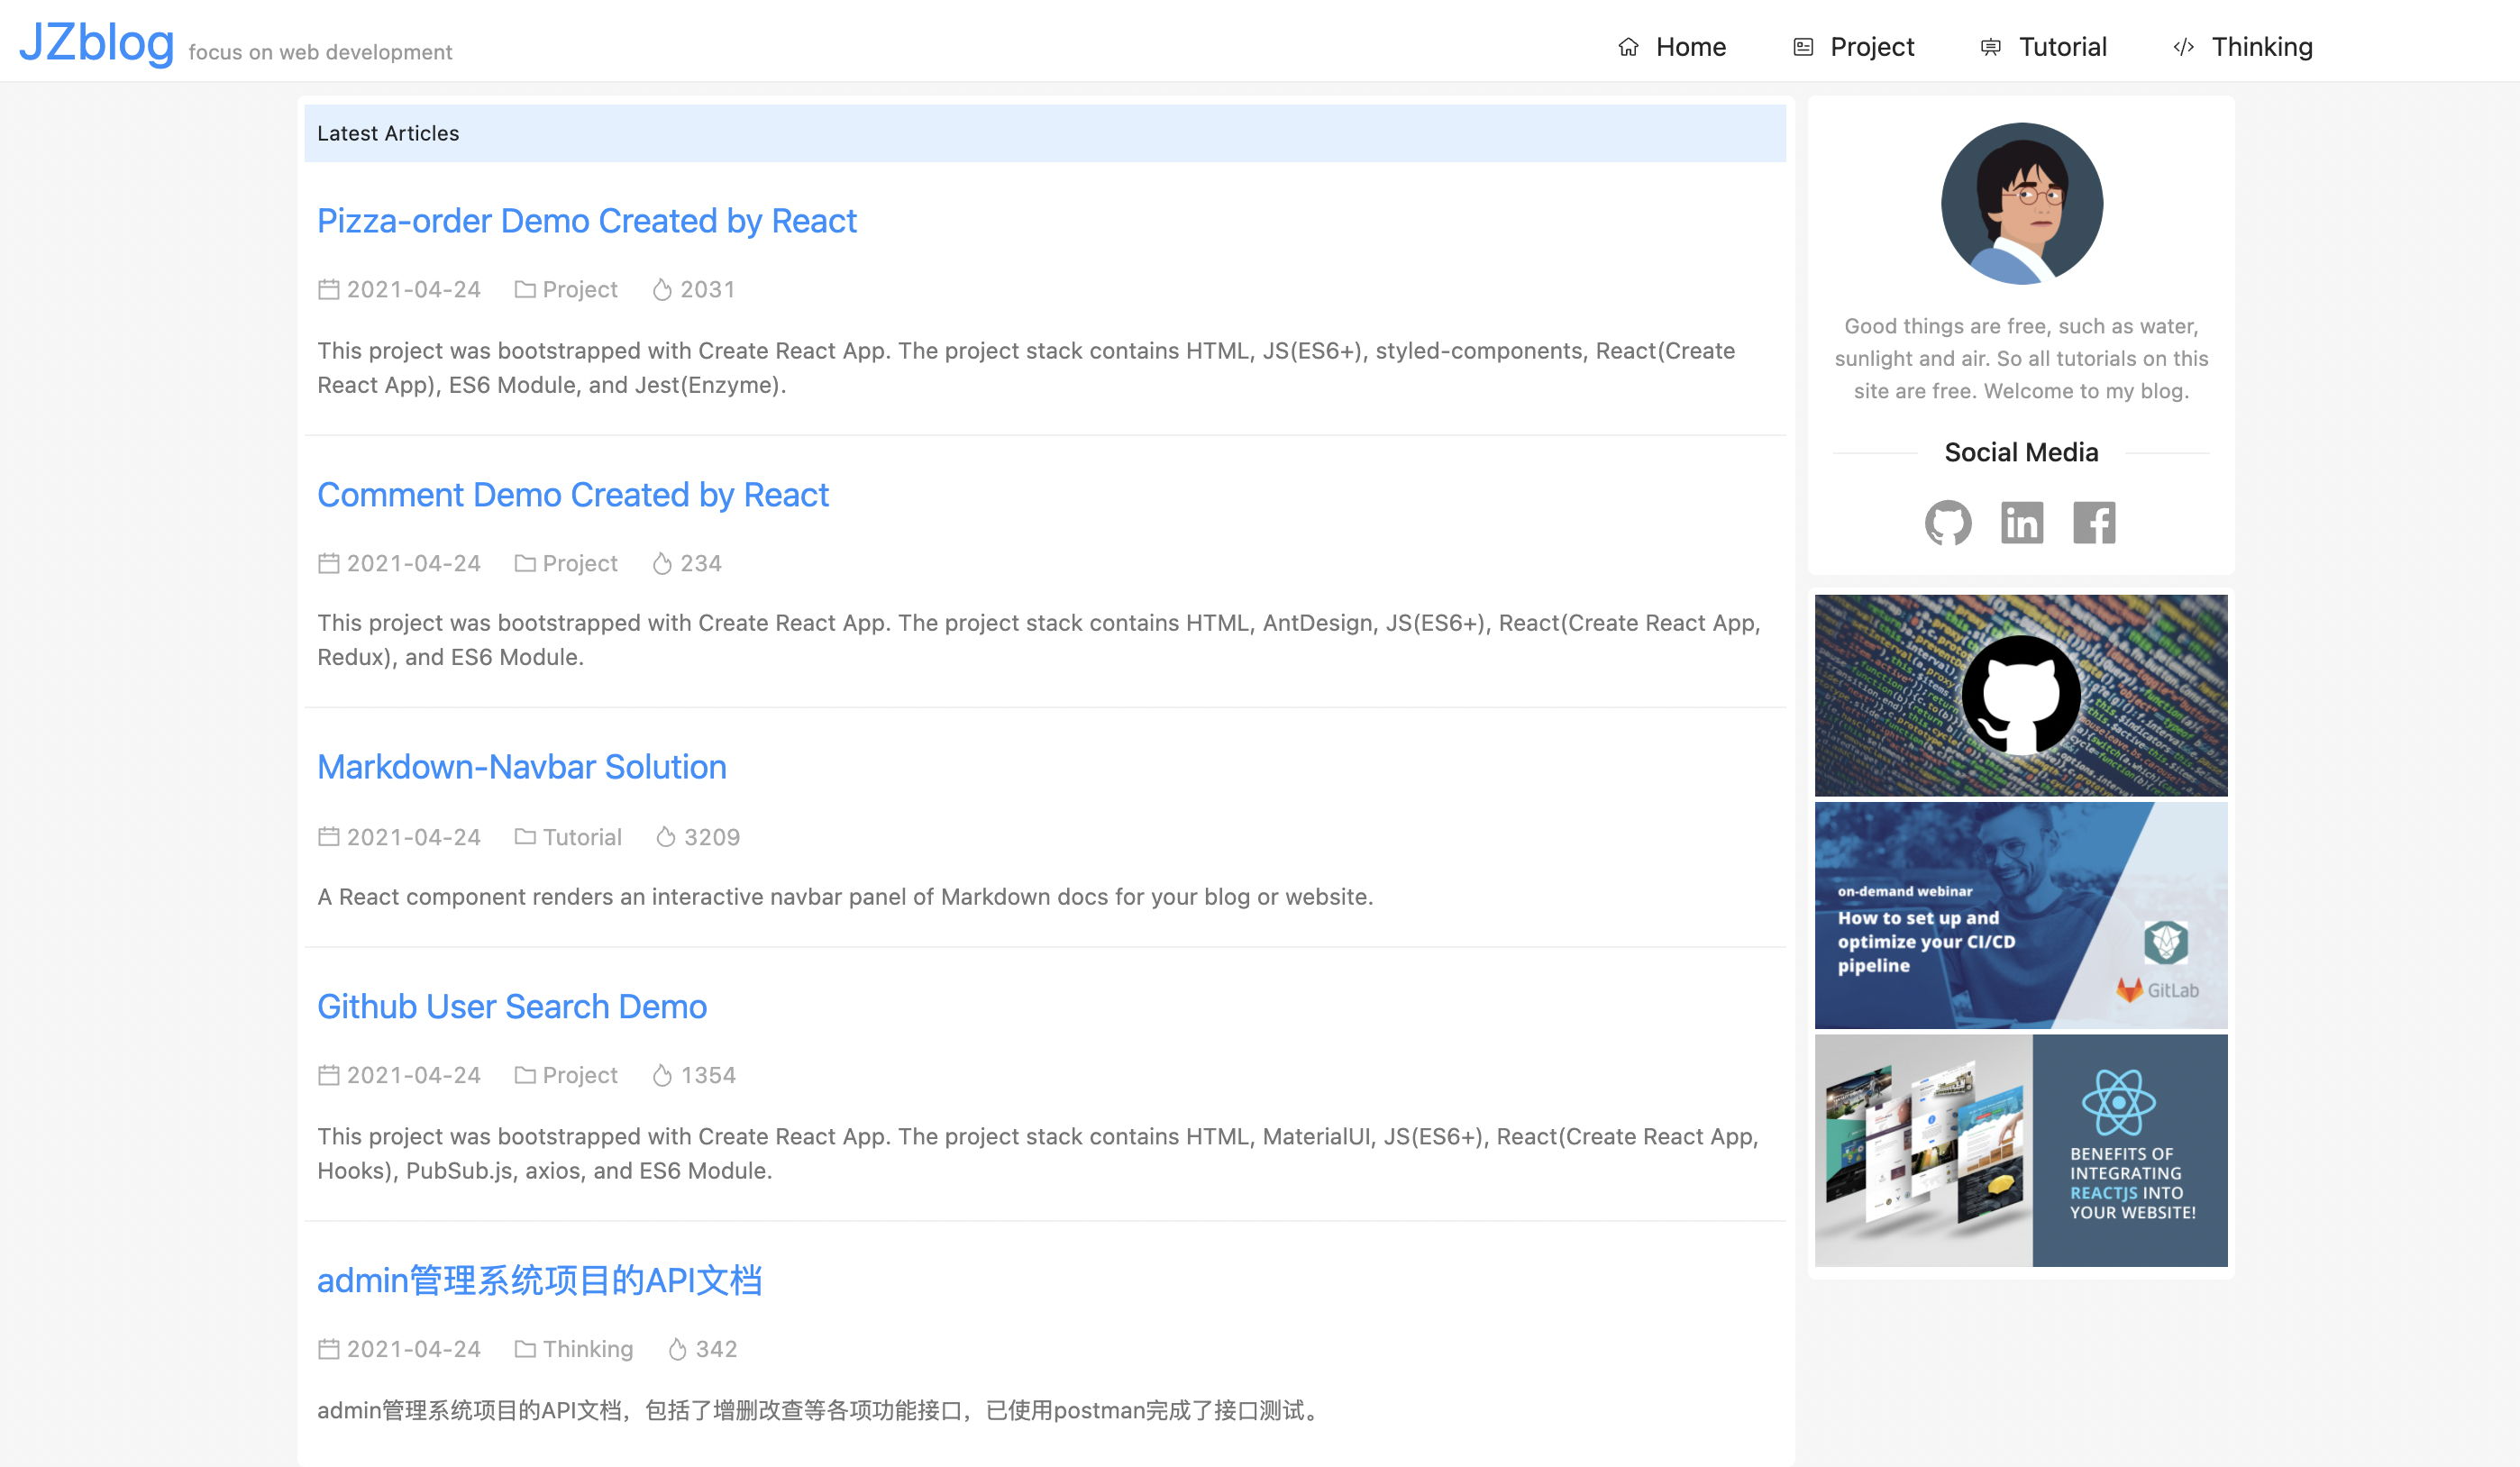 JZblog focus on web development
Home Project Tutorial Thinking
Latest Articles
Pizza-order Demo Created by React
2021-04-24 Project 2031
This project was bootstrapped with Create React App. The project stack contains HTML, JS(ES6+), styled-components, React(Create
React App), ES6 Module, and Jest(Enzyme).
Comment Demo Created by React
2021-04-24 Project 234
This project was bootstrapped with Create React App. The project stack contains HTML, AntDesign, JS(ES6+), React(Create React App,
Redux), and ES6 Module.
Markdown-Navbar Solution
2021-04-24 Tutorial 3209
A React component renders an interactive navbar panel of Markdown docs for your blog or website.
Github User Search Demo
2021-04-24 Project 1354
This project was bootstrapped with Create React App. The project stack contains HTML, MaterialUI, JS(ES6+), React(Create React App,
Hooks), PubSub.js, axios, and ES6 Module.
admin管理系统项目的API文档
2021-04-24 Thinking 342
admin管理系统项目的API文档，包括了增删改查等各项功能接口，已使用postman完成了接口测试。
Good things are free, such as water,
sunlight and air. So all tutorials on this
site are free. Welcome to my blog.
Social Media
in
on-demand webinar
How to set up and
optimize your CI/CD
pipeline
GitLab
BENEFITS OF
INTEGRATING
REACTJS INTO
YOUR WEBSITE!